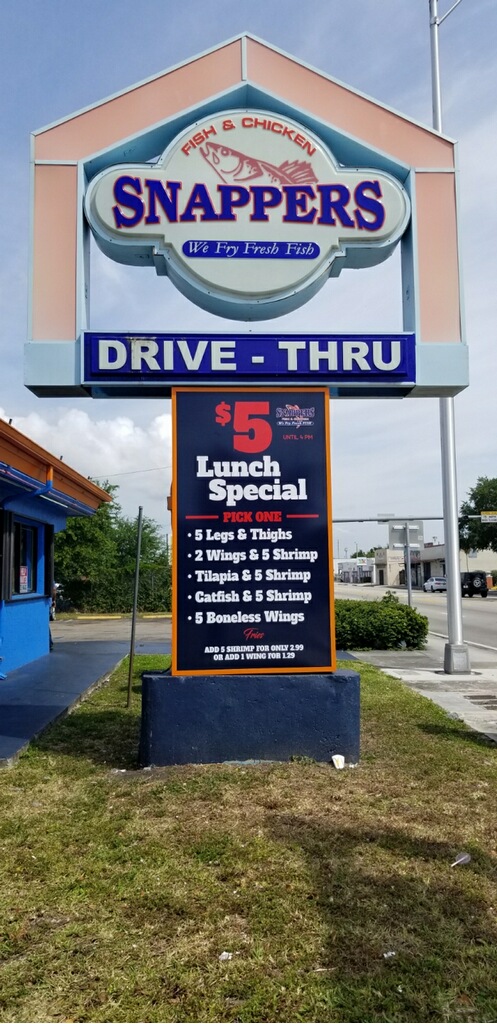 FISH & CHICKEN
SNAPPERS
We Fry Fresh Fish
DRIVE - THRU
$5
SNAPPERS
UNTIL 4 PM
Lunch
Special
PICK ONE
• 5 Legs & Thighs
• 2 Wings & 5 Shrimp
• Tilapia & 5 Shrimp
• Catfish & 5 Shrimp
• 5 Boneless Wings
Fries
ADD 5 SHRIMP FOR ONLY 2.99
OR ADD 1 WING FOR 1.29